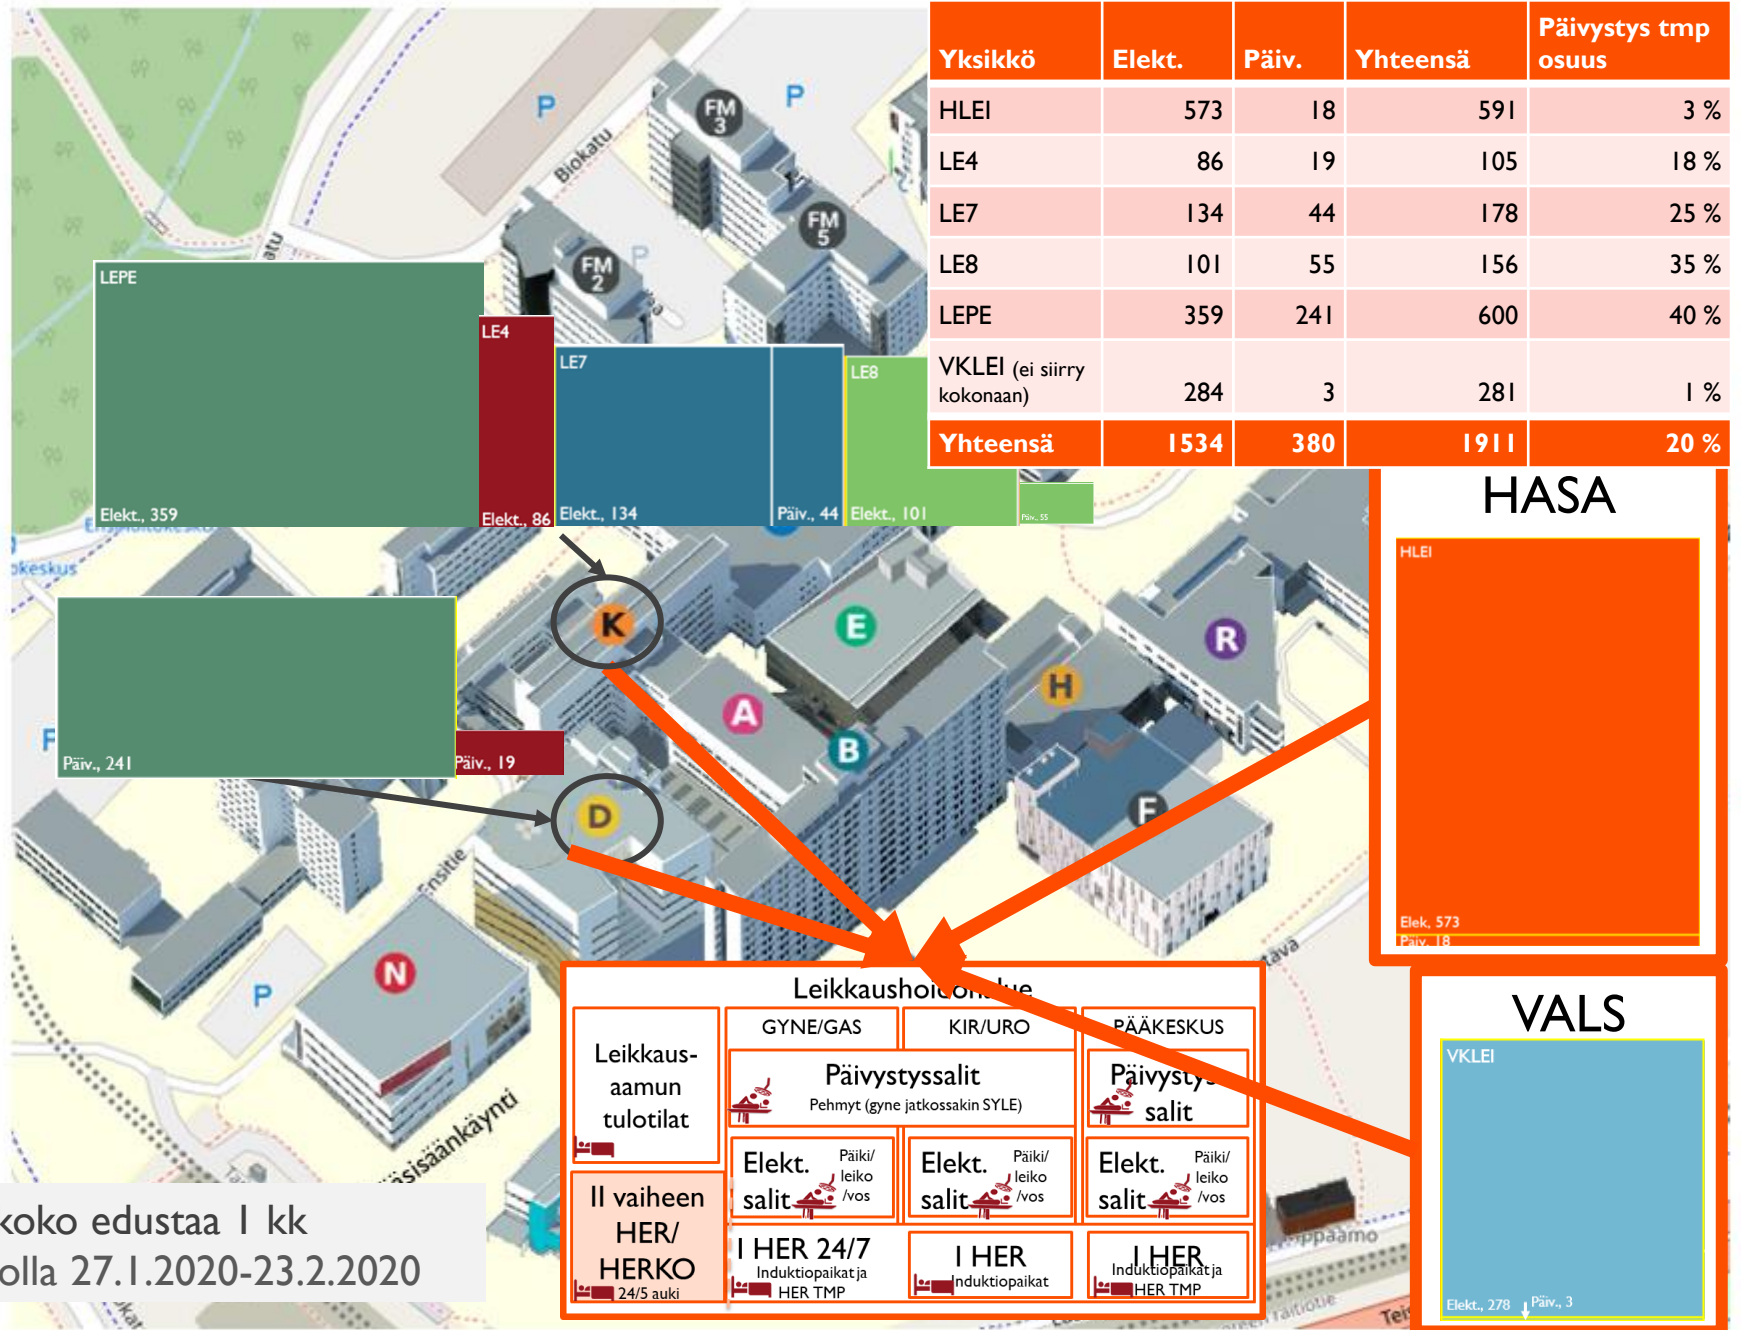 Yksikkö Elekt. Päiv. Yhteensä Päivystys tmp osuus
HLEI 573 18 591 3 %
LE4 86 19 105 18 %
LE7 134 44 178 25 %
LE8 101 55 156 35 %
LEPE 359 241 600 40 %
VKLEI (ei siirry kokonaan) 284 3 281 1 %
Yhteensä 1534 380 1911 20 %
P
P
P
FM 3
FM 5
FM 2
Biokatu
LEPE
Elekt., 359
LE4
Elekt., 86
LE7
Elekt., 134
Päiv., 44
LE8
Elekt., 101
Päiv., 55
Päiv., 241
Päiv., 19
K
E
A
B
H
R
D
F
N
P
Ensitie
HASA
HLEI
Elek, 573
Päiv, 18
VALS
VKLEI
Elekt., 278
Päiv., 3
Leikkaushoidonalue
Leikkaus-
aamun
tulotilat
GYNE/GAS
KIR/URO
PÄÄKESKUS
Päivystyssalit
Pehmyt (gyne jatkossakin SYLE)
Päivystys
salit
Elekt.
salit
Päiki/
leiko
/vos
Elekt.
salit
Päiki/
leiko
/vos
Elekt.
salit
Päiki/
leiko
/vos
II vaiheen
HER/
HERKO
24/5 auki
I HER 24/7
Induktiopaikat ja
HER TMP
I HER
Induktiopaikat
I HER
Induktiopaikat ja
HER TMP
koko edustaa 1 kk
olla 27.1.2020-23.2.2020